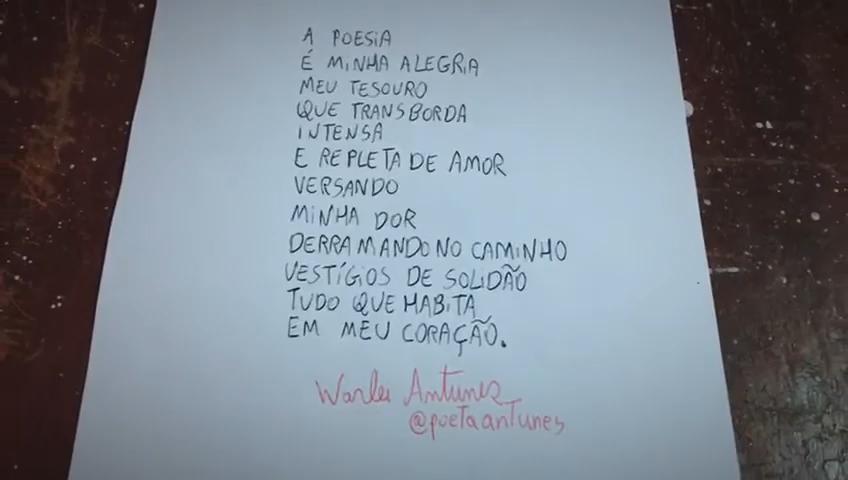 A POESIA
É MINHA ALEGRIA
MEU TESOURO
QUE TRANSBORDA
INTENSA
E REPLETA DE AMOR
VERSANDO
MINHA DOR
DERRAMANDO NO CAMINHO
VESTÍGIOS DE SOLIDÃO
TUDO QUE HABITA
EM MEU CORAÇÃO.
Warlei Antunes
@poetaantunes